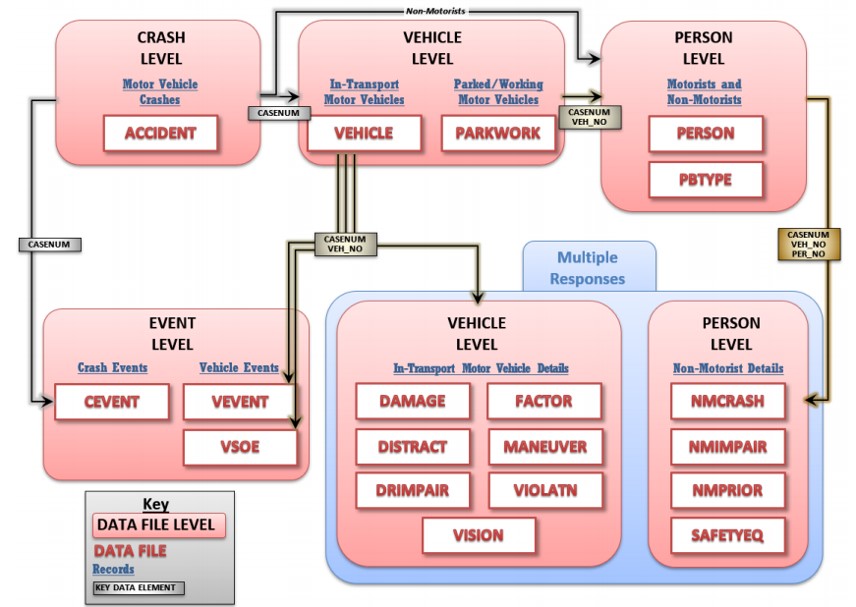 Non-Motorists
CRASH
LEVEL
Motor Vehicle
Crashes
ACCIDENT
CASENUM
VEHICLE
LEVEL
In-Transport
Motor Vehicles
VEHICLE
Parked/Working
Motor Vehicles
PARKWORK
CASENUM
VEH_NO
PERSON
LEVEL
Motorists and
Non-Motorists
PERSON
PBTYPE
CASENUM
CASENUM
VEH_NO
CASENUM
VEH_NO
PER_NO
Multiple
Responses
EVENT
LEVEL
Crash Events
CEVENT
Vehicle Events
VEVENT
VSOE
VEHICLE
LEVEL
In-Transport Motor Vehicle Details
DAMAGE
FACTOR
DISTRACT
MANEUVER
DRIMPAIR
VIOLATN
VISION
PERSON
LEVEL
Non-Motorist Details
NMCRASH
NMIMPAIR
NMPRIOR
SAFETYEQ
Key
DATA FILE LEVEL
DATA FILE
Records
KEY DATA ELEMENT